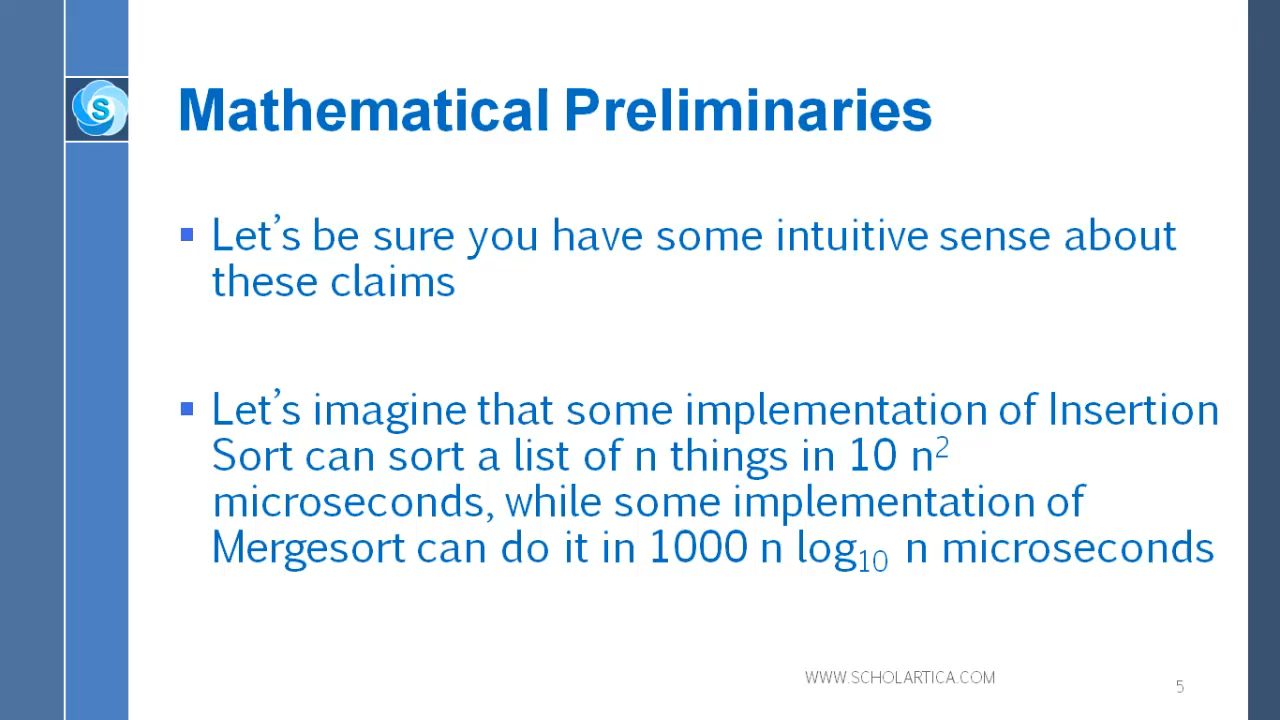 S
Mathematical Preliminaries
▪ Let's be sure you have some intuitive sense about
these claims
▪ Let's imagine that some implementation of Insertion
Sort can sort a list of n things in 10 n²
microseconds, while some implementation of
Mergesort can do it in 1000 n log₁₀ n microseconds
WWW.SCHOLARTICA.COM
5